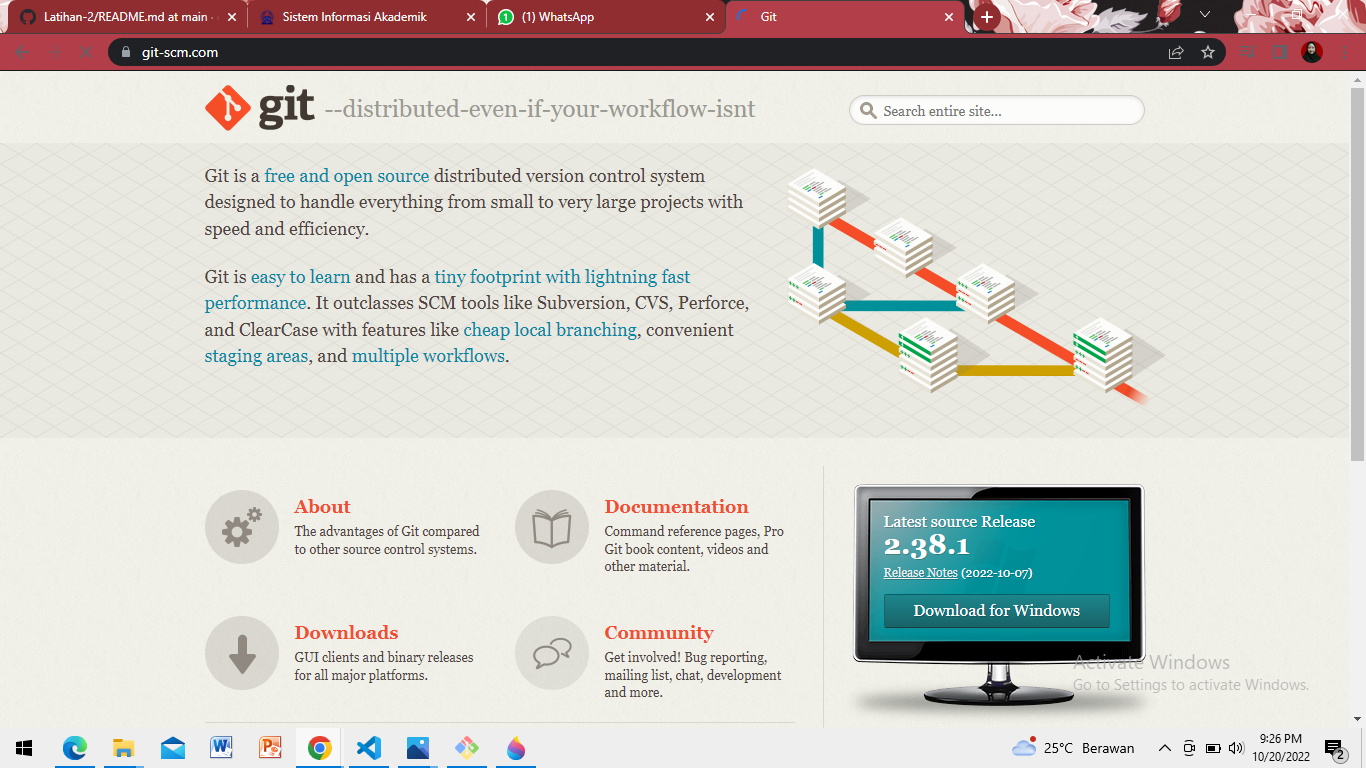 Latihan-2/README.md at main ·
Sistem Informasi Akademik
(1) WhatsApp
Git
git-scm.com
git --distributed-even-if-your-workflow-isnt
Search entire site...
Git is a free and open source distributed version control system
designed to handle everything from small to very large projects with
speed and efficiency.
Git is easy to learn and has a tiny footprint with lightning fast
performance. It outclasses SCM tools like Subversion, CVS, Perforce,
and ClearCase with features like cheap local branching, convenient
staging areas, and multiple workflows.
About
The advantages of Git compared
to other source control systems.
Documentation
Command reference pages, Pro
Git book content, videos and
other material.
Downloads
GUI clients and binary releases
for all major platforms.
Community
Get involved! Bug reporting,
mailing list, chat, development
and more.
Latest source Release
2.38.1
Release Notes (2022-10-07)
Download for Windows
Activate Windows
Go to Settings to activate Windows.
25°C Berawan
9:26 PM
10/20/2022
2